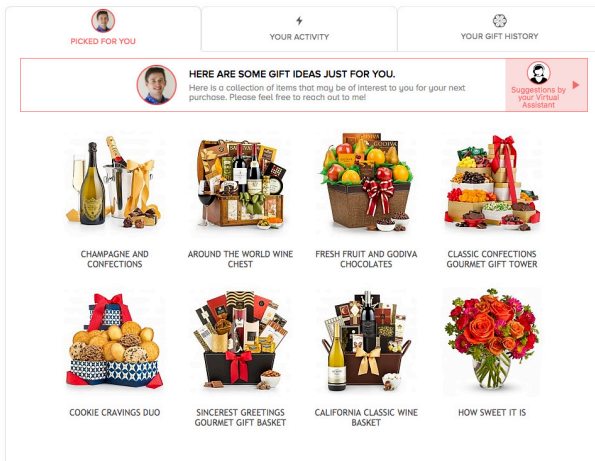 PICKED FOR YOU
YOUR ACTIVITY
YOUR GIFT HISTORY
HERE ARE SOME GIFT IDEAS JUST FOR YOU.
Here is a collection of items that may be of interest to you for your next
purchase. Please feel free to reach out to me!
Suggestions by
your Virtual
Assistant
GODIVA
GODIVA
CHAMPAGNE AND
CONFECTIONS
AROUND THE WORLD WINE
CHEST
FRESH FRUIT AND GODIVA
CHOCOLATES
CLASSIC CONFECTIONS
GOURMET GIFT TOWER
COOKIE CRAVINGS DUO
SINCEREST GREETINGS
GOURMET GIFT BASKET
CALIFORNIA CLASSIC WINE
BASKET
HOW SWEET IT IS